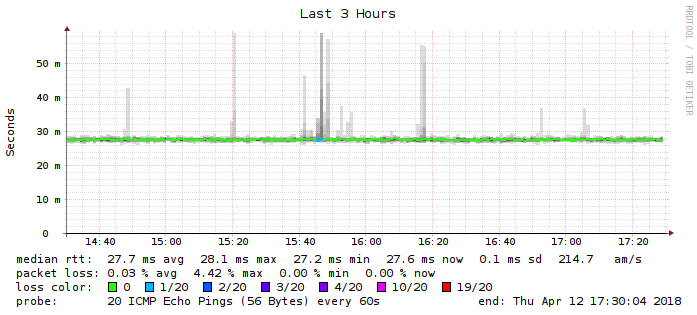 Last 3 Hours
RRDTOOL / TOBI OETIKER
Seconds
50 m
40 m
30 m
20 m
10 m
0
14:40 15:00 15:20 15:40 16:00 16:20 16:40 17:00 17:20
median rtt: 27.7 ms avg 28.1 ms max 27.2 ms min 27.6 ms now 0.1 ms sd 214.7 am/s
packet loss: 0.03 % avg 4.42 % max 0.00 % min 0.00 % now
loss color: 0 1/20 2/20 3/20 4/20 10/20 19/20
probe: 20 ICMP Echo Pings (56 Bytes) every 60s end: Thu Apr 12 17:30:04 2018